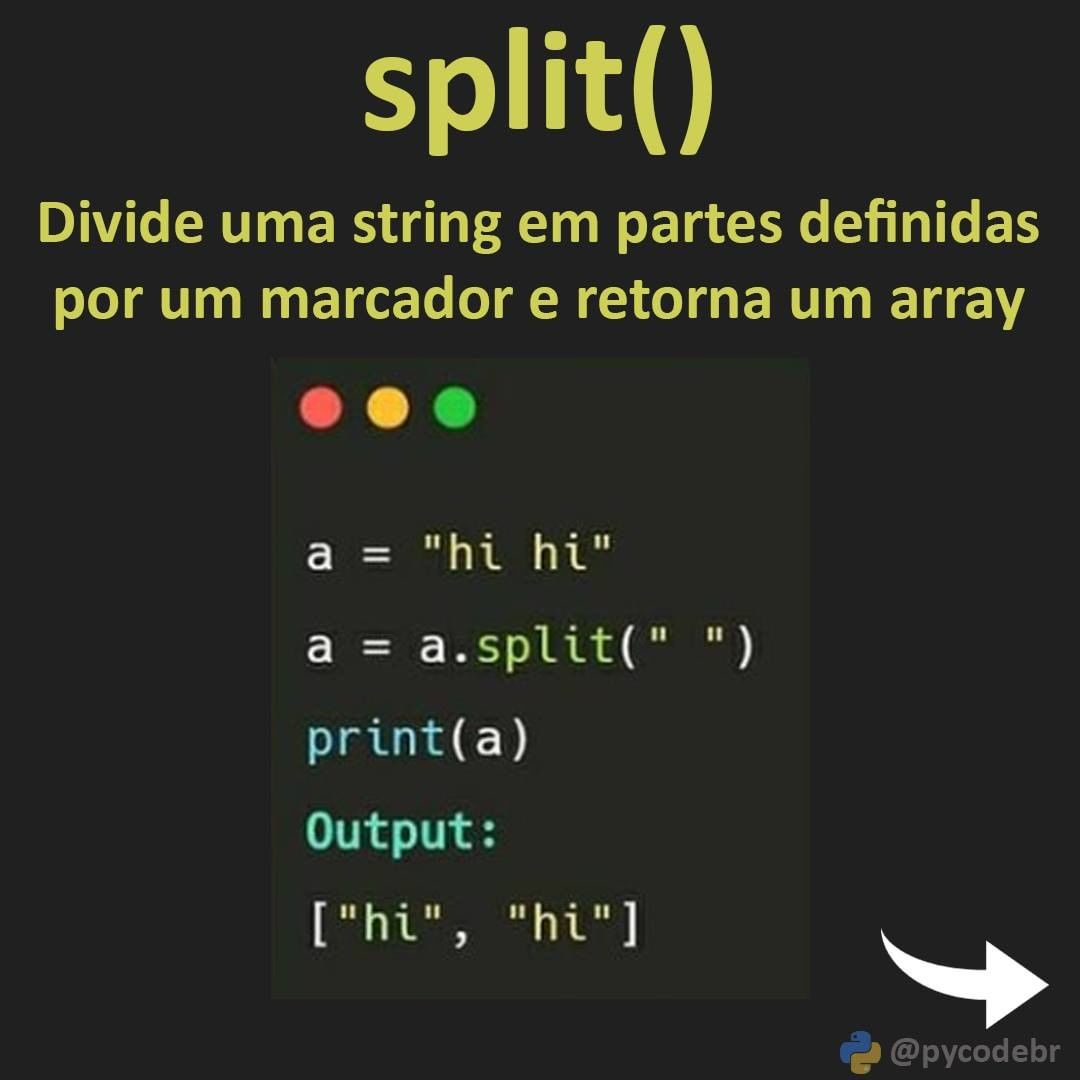 split()
Divide uma string em partes definidas
por um marcador e retorna um array
a = "hi hi"
a = a.split(" ")
print(a)
Output:
["hi", "hi"]
@pycodebr